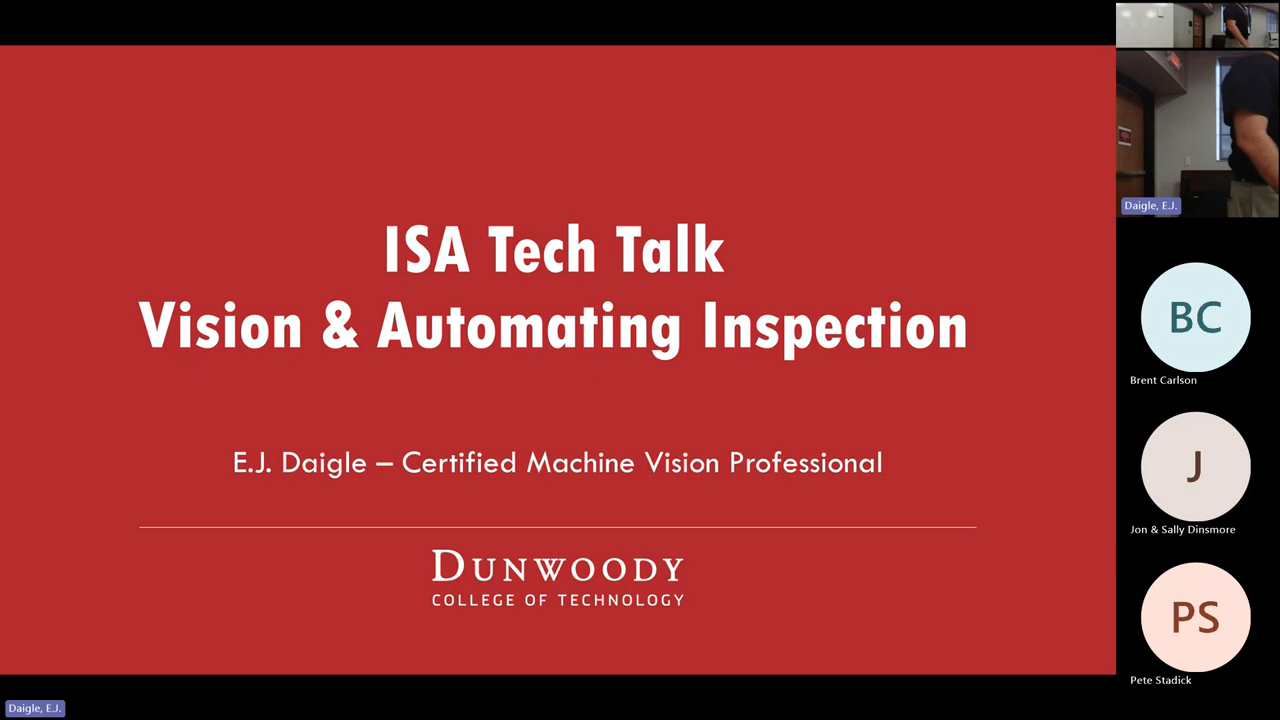 ISA Tech Talk
Vision & Automating Inspection
E.J. Daigle – Certified Machine Vision Professional
DUNWOODY
COLLEGE OF TECHNOLOGY
Daigle, E.J.
BC
Brent Carlson
J
Jon & Sally Dinsmore
PS
Pete Stadick
Daigle, E.J.